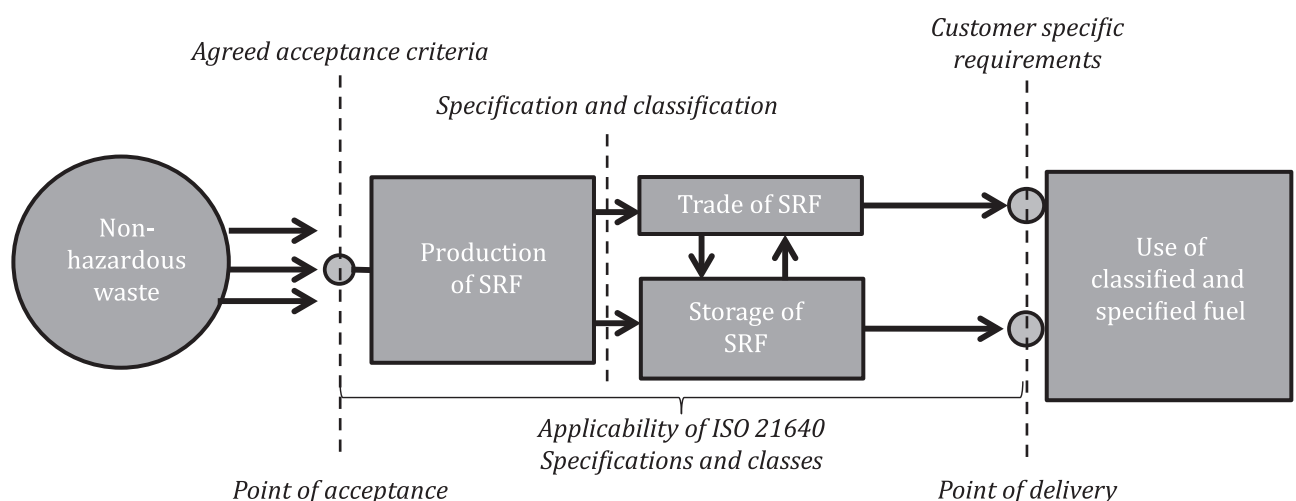 Customer specific
requirements
Agreed acceptance criteria
Specification and classification
Non-
hazardous
waste
Production
of SRF
Trade of SRF
Storage of
SRF
Use of
classified and
specified fuel
Applicability of ISO 21640
Specifications and classes
Point of acceptance
Point of delivery